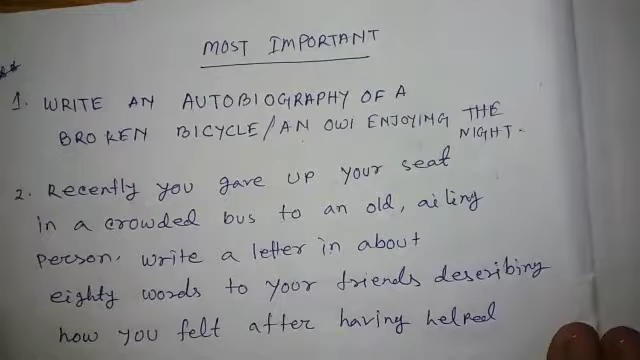 MOST IMPORTANT
1. WRITE AN AUTOBIOGRAPHY OF A
BROKEN BICYCLE/AN OWl ENJOYING THE
NIGHT.
2. Recently you gave up your seat
in a crowded bus to an old, ailing
person. Write a letter in about
eighty words to your friends describing
how you felt after having helped